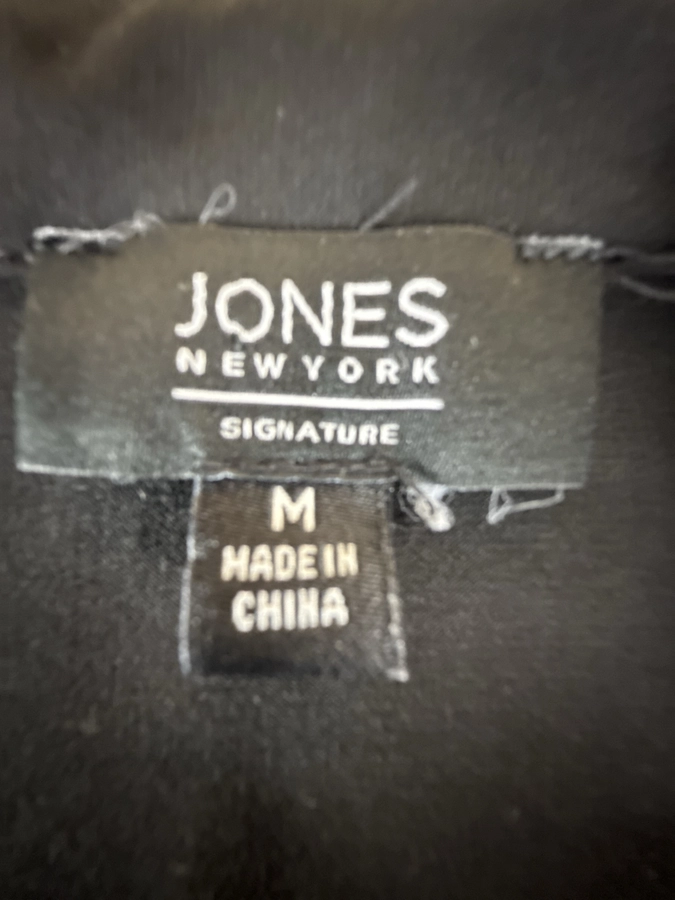 JONES
NEW YORK
SIGNATURE
M
MADE IN
CHINA